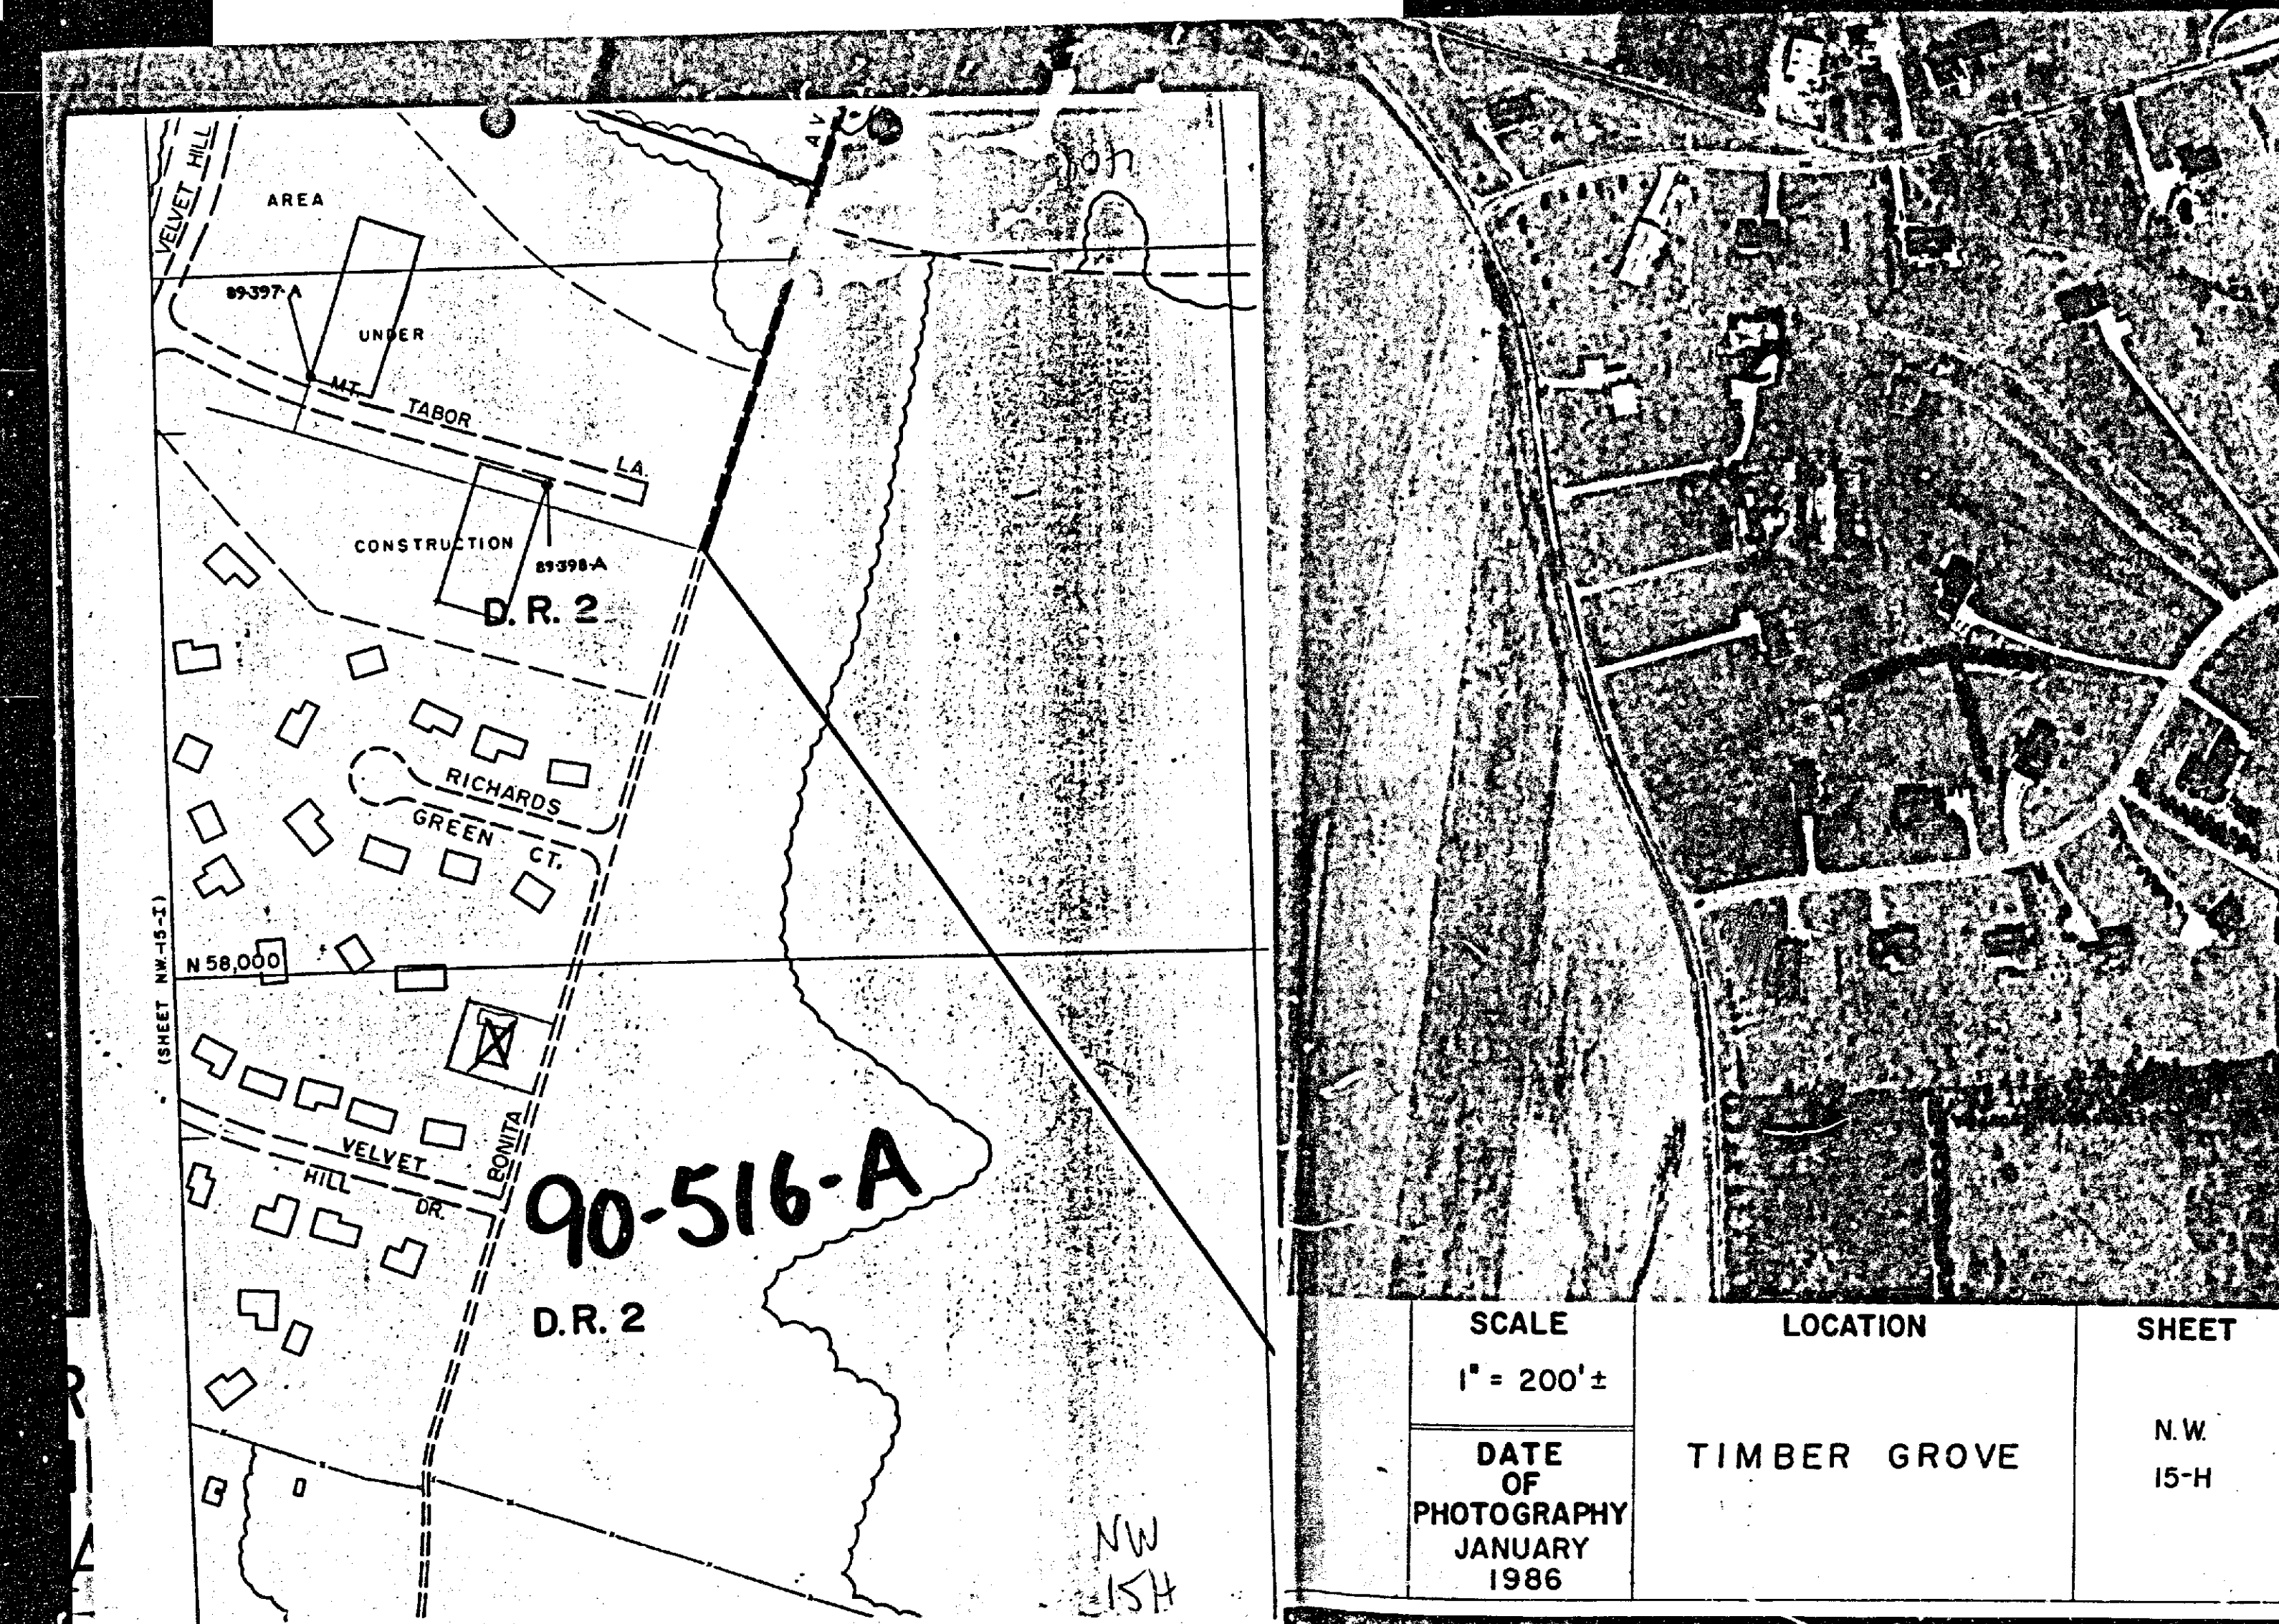 AV
VELVET HILL
AREA
89-397-A
UNDER
MT. TABOR LA.
CONSTRUCTION
89-398-A
D.R. 2
RICHARDS
GREEN CT.
(SHEET NW-15-I)
N 58,000
BONITA
VELVET
HILL DR.
90-516-A
D.R. 2
NW
15H
SCALE
1" = 200'±
DATE
OF
PHOTOGRAPHY
JANUARY
1986
LOCATION
TIMBER GROVE
SHEET
N.W.
15-H